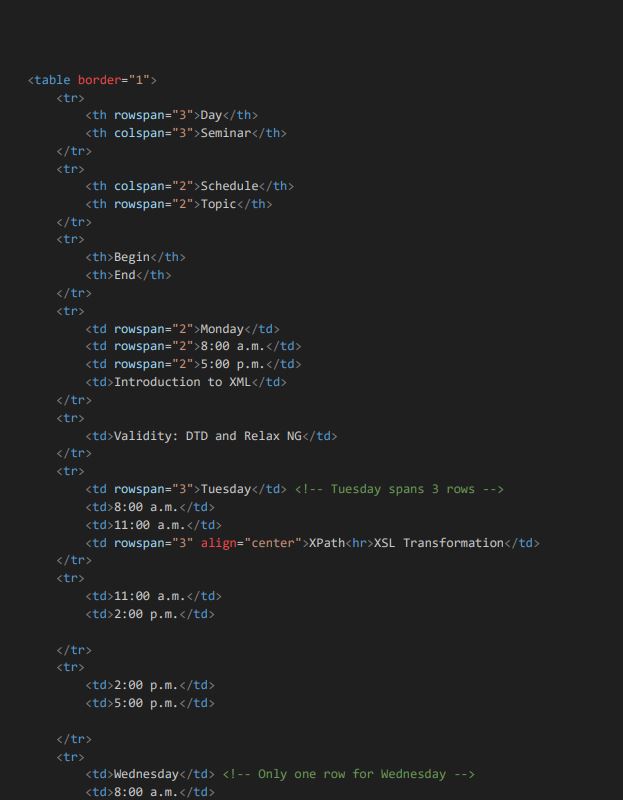 <table border="1">
<tr>
<th rowspan="3">Day</th>
<th colspan="3">Seminar</th>
</tr>
<tr>
<th colspan="2">Schedule</th>
<th rowspan="2">Topic</th>
</tr>
<tr>
<th>Begin</th>
<th>End</th>
</tr>
<tr>
<td rowspan="2">Monday</td>
<td rowspan="2">8:00 a.m.</td>
<td rowspan="2">5:00 p.m.</td>
<td>Introduction to XML</td>
</tr>
<tr>
<td>Validity: DTD and Relax NG</td>
</tr>
<tr>
<td rowspan="3">Tuesday</td> <!-- Tuesday spans 3 rows -->
<td>8:00 a.m.</td>
<td>11:00 a.m.</td>
<td rowspan="3" align="center">XPath<hr>XSL Transformation</td>
</tr>
<tr>
<td>11:00 a.m.</td>
<td>2:00 p.m.</td>
</tr>
<tr>
<td>2:00 p.m.</td>
<td>5:00 p.m.</td>
</tr>
<tr>
<td>Wednesday</td> <!-- Only one row for Wednesday -->
<td>8:00 a.m.</td>